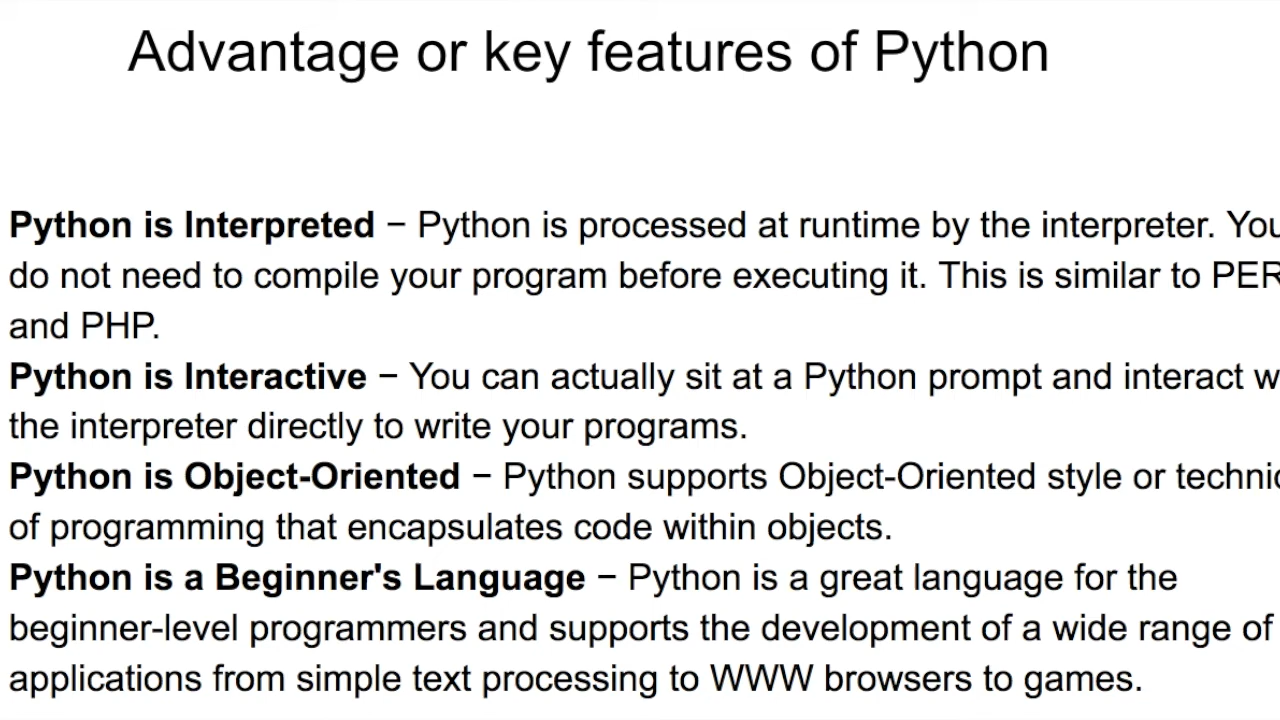 Advantage or key features of Python
Python is Interpreted − Python is processed at runtime by the interpreter. You
do not need to compile your program before executing it. This is similar to PER
and PHP.
Python is Interactive − You can actually sit at a Python prompt and interact w
the interpreter directly to write your programs.
Python is Object-Oriented − Python supports Object-Oriented style or techni
of programming that encapsulates code within objects.
Python is a Beginner's Language − Python is a great language for the
beginner-level programmers and supports the development of a wide range of
applications from simple text processing to WWW browsers to games.